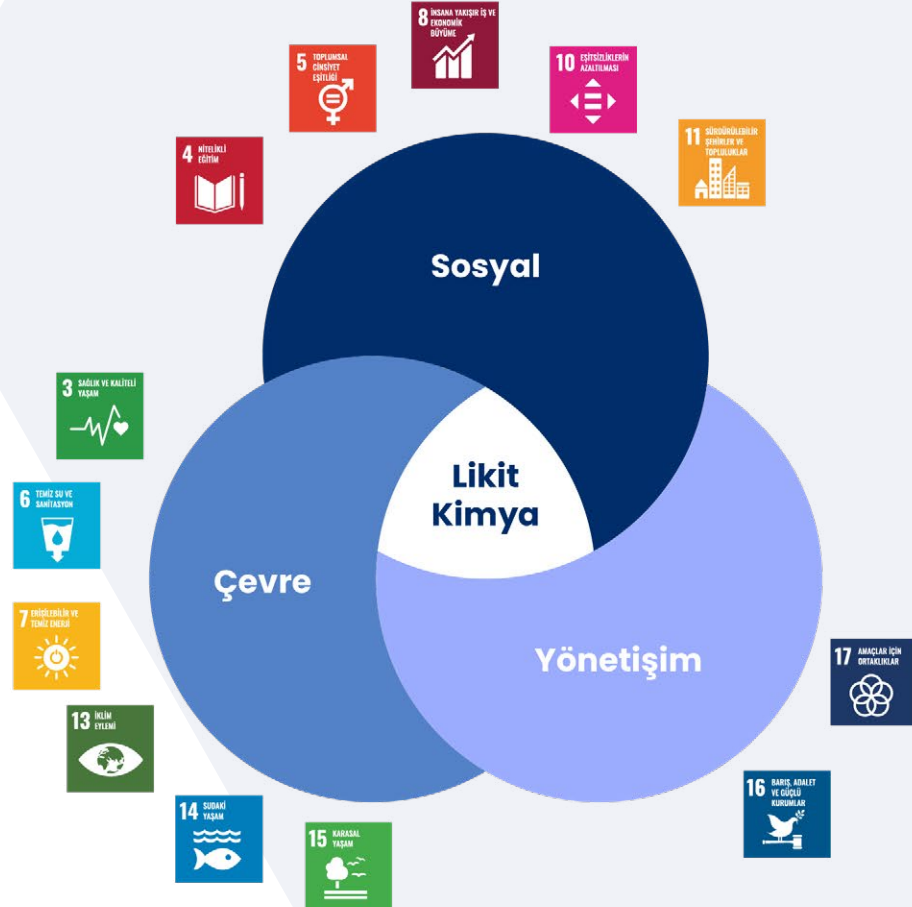 8 İNSANA YAKIŞIR İŞ VE
EKONOMİK
BÜYÜME
5 TOPLUMSAL
CİNSİYET
EŞİTLİĞİ
10 EŞİTSİZLİKLERİN
AZALTILMASI
4 NİTELİKLİ
EĞİTİM
11 SÜRDÜRÜLEBİLİR
ŞEHİRLER VE
TOPLULUKLAR
Sosyal
3 SAĞLIK VE KALİTELİ
YAŞAM
Likit
Kimya
6 TEMİZ SU VE
SANİTASYON
Çevre
7 ERİŞİLEBİLİR VE
TEMİZ ENERJİ
Yönetişim
17 AMAÇLAR İÇİN
ORTAKLIKLAR
13 İKLİM
EYLEMİ
16 BARIŞ, ADALET
VE GÜÇLÜ
KURUMLAR
14 SUDAKİ
YAŞAM
15 KARASAL
YAŞAM